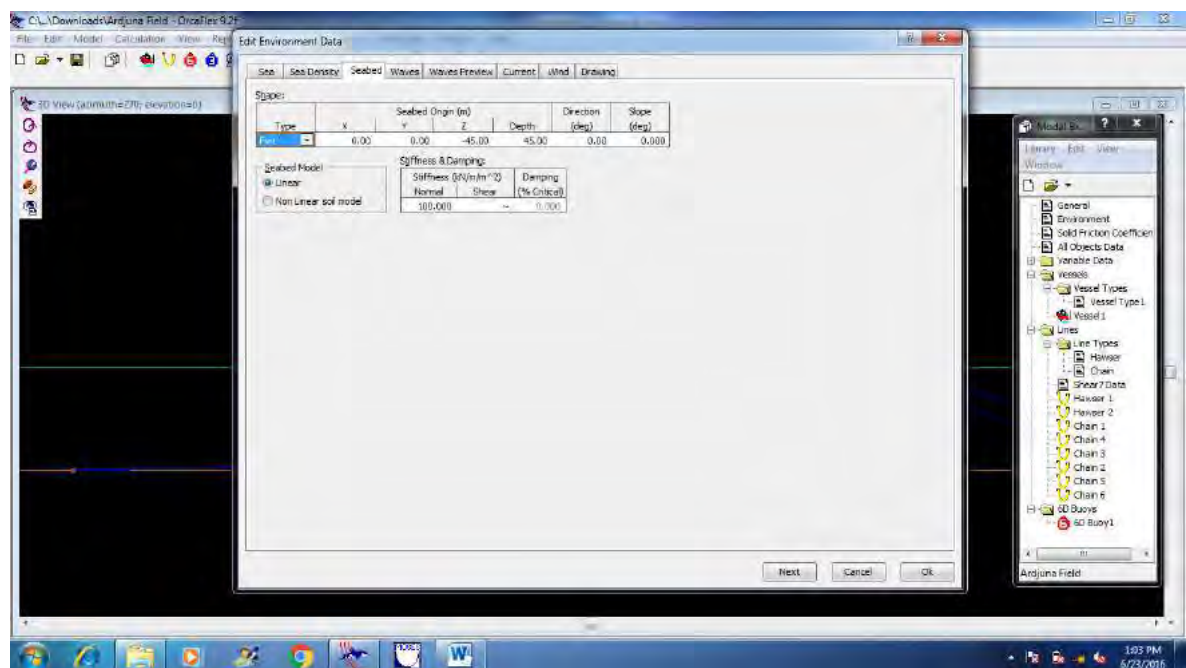 C:\...\Downloads\Ardjuna Field - OrcaFlex 9.2
File Edit Model Calculation View
Edit Environment Data
Sea Sea Density Seabed Waves Waves Preview Current Wind Drawing
3D View (azimuth=270; elevation=0)
Shape:
Seabed Origin (m) Direction Slope
Type X Y Z Depth (deg) (deg)
0.00 0.00 -45.00 45.00 0.00 0.000
Seabed Model
Linear
Non Linear soil model
Stiffness & Damping:
Stiffness (kN/m/m^2) Damping
Normal Shear (% Critical)
100.000 ~ 0.000
Next Cancel Ok
Library Edit View
Window
General
Environment
Solid Friction Coefficien
All Objects Data
Variable Data
Vessels
Vessel Types
Vessel Type1
Vessel 1
Lines
Line Types
Hawser
Chain
Shear7 Data
Hawser 1
Hawser 2
Chain 1
Chain 4
Chain 3
Chain 2
Chain 5
Chain 6
6D Buoys
6D Buoy1
Ardjuna Field
1:03 PM
6/23/2016